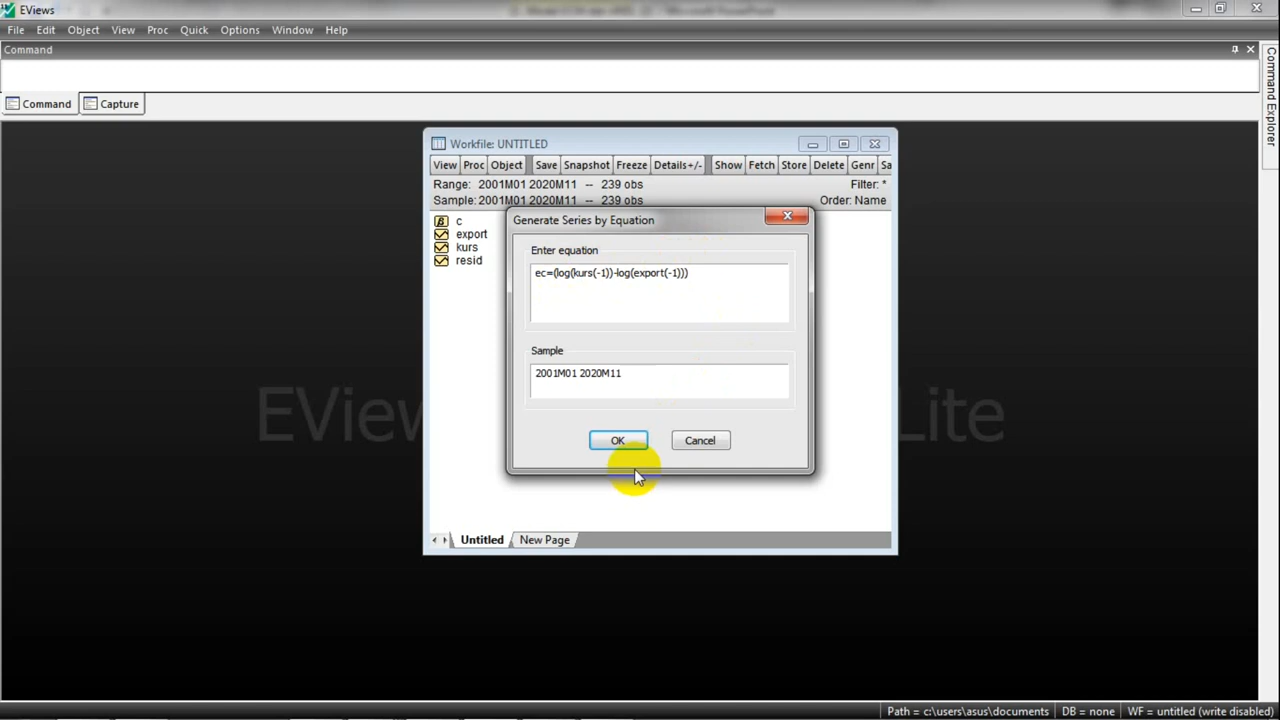 EViews
File Edit Object View Proc Quick Options Window Help
Command
Command Capture
Command Explorer
Workfile: UNTITLED
View Proc Object Save Snapshot Freeze Details+/- Show Fetch Store Delete Genr Sa
Range: 2001M01 2020M11 -- 239 obs Filter: *
Sample: 2001M01 2020M11 -- 239 obs Order: Name
c
export
kurs
resid
Generate Series by Equation
Enter equation
ec=(log(kurs(-1))-log(export(-1)))
Sample
2001M01 2020M11
OK Cancel
EView Lite
Untitled New Page
Path = c:\users\asus\documents DB = none WF = untitled (write disabled)